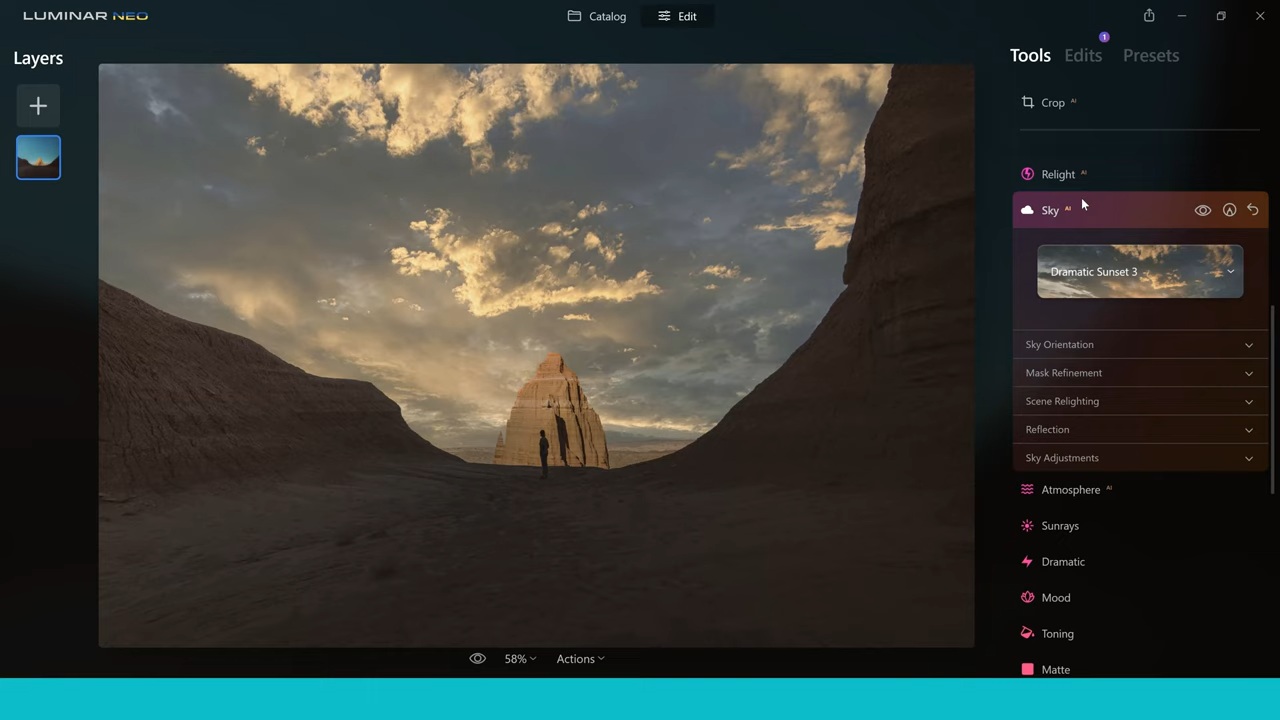 LUMINAR NEO
Catalog
Edit
Layers
1
Tools
Edits
Presets
Crop AI
Relight AI
Sky AI
Dramatic Sunset 3
Sky Orientation
Mask Refinement
Scene Relighting
Reflection
Sky Adjustments
Atmosphere AI
Sunrays
Dramatic
Mood
Toning
Matte
58%
Actions